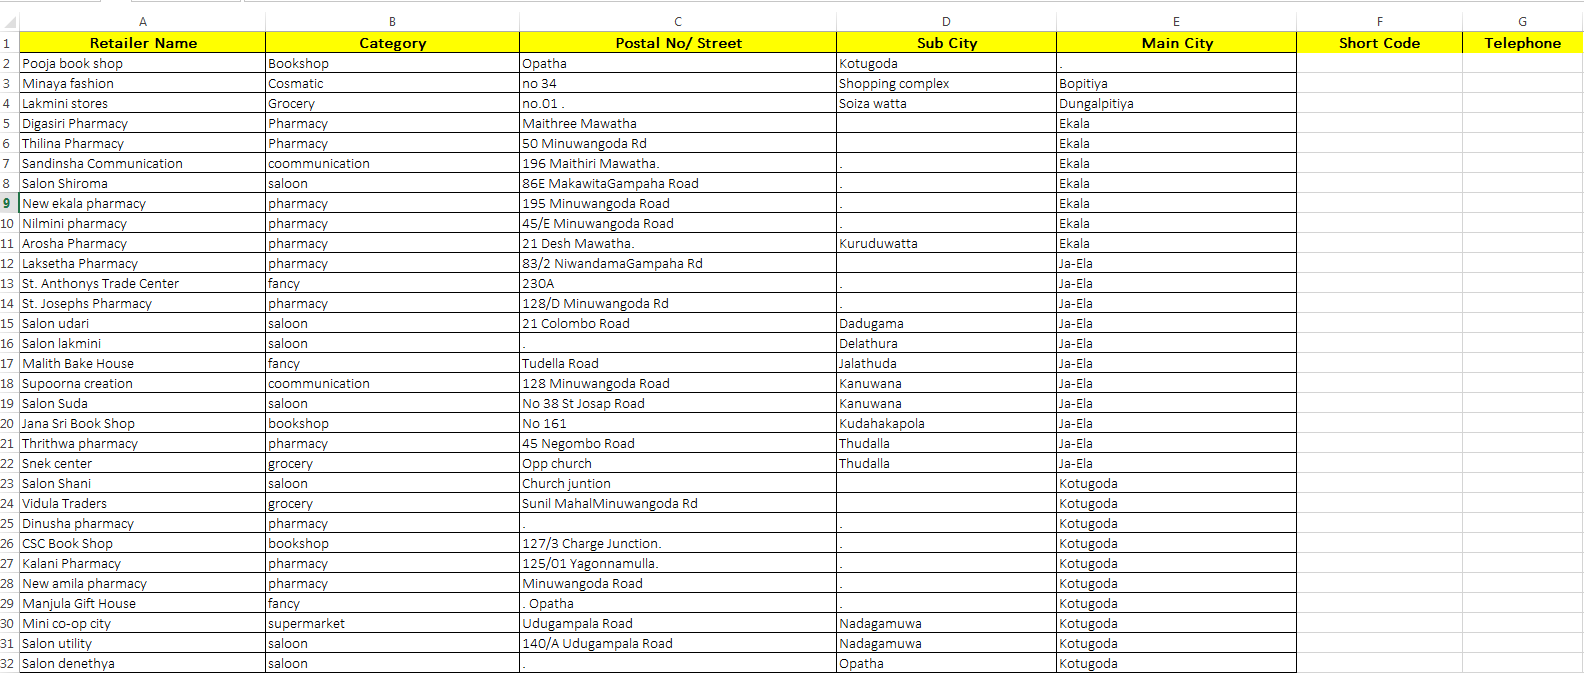 A B C D E F G
1 Retailer Name Category Postal No/ Street Sub City Main City Short Code Telephone
2 Pooja book shop Bookshop Opatha Kotugoda .
3 Minaya fashion Cosmatic no 34 Shopping complex Bopitiya
4 Lakmini stores Grocery no.01 . Soiza watta Dungalpitiya
5 Digasiri Pharmacy Pharmacy Maithree Mawatha Ekala
6 Thilina Pharmacy Pharmacy 50 Minuwangoda Rd Ekala
7 Sandinsha Communication coommunication 196 Maithiri Mawatha. . Ekala
8 Salon Shiroma saloon 86E MakawitaGampaha Road . Ekala
9 New ekala pharmacy pharmacy 195 Minuwangoda Road . Ekala
10 Nilmini pharmacy pharmacy 45/E Minuwangoda Road . Ekala
11 Arosha Pharmacy pharmacy 21 Desh Mawatha. Kuruduwatta Ekala
12 Laksetha Pharmacy pharmacy 83/2 NiwandamaGampaha Rd Ja-Ela
13 St. Anthonys Trade Center fancy 230A . Ja-Ela
14 St. Josephs Pharmacy pharmacy 128/D Minuwangoda Rd . Ja-Ela
15 Salon udari saloon 21 Colombo Road Dadugama Ja-Ela
16 Salon lakmini saloon . Delathura Ja-Ela
17 Malith Bake House fancy Tudella Road Jalathuda Ja-Ela
18 Supoorna creation coommunication 128 Minuwangoda Road Kanuwana Ja-Ela
19 Salon Suda saloon No 38 St Josap Road Kanuwana Ja-Ela
20 Jana Sri Book Shop bookshop No 161 Kudahakapola Ja-Ela
21 Thrithwa pharmacy pharmacy 45 Negombo Road Thudalla Ja-Ela
22 Snek center grocery Opp church Thudalla Ja-Ela
23 Salon Shani saloon Church juntion Kotugoda
24 Vidula Traders grocery Sunil MahalMinuwangoda Rd Kotugoda
25 Dinusha pharmacy pharmacy . . Kotugoda
26 CSC Book Shop bookshop 127/3 Charge Junction. . Kotugoda
27 Kalani Pharmacy pharmacy 125/01 Yagonnamulla. . Kotugoda
28 New amila pharmacy pharmacy Minuwangoda Road . Kotugoda
29 Manjula Gift House fancy . Opatha . Kotugoda
30 Mini co-op city supermarket Udugampala Road Nadagamuwa Kotugoda
31 Salon utility saloon 140/A Udugampala Road Nadagamuwa Kotugoda
32 Salon denethya saloon . Opatha Kotugoda